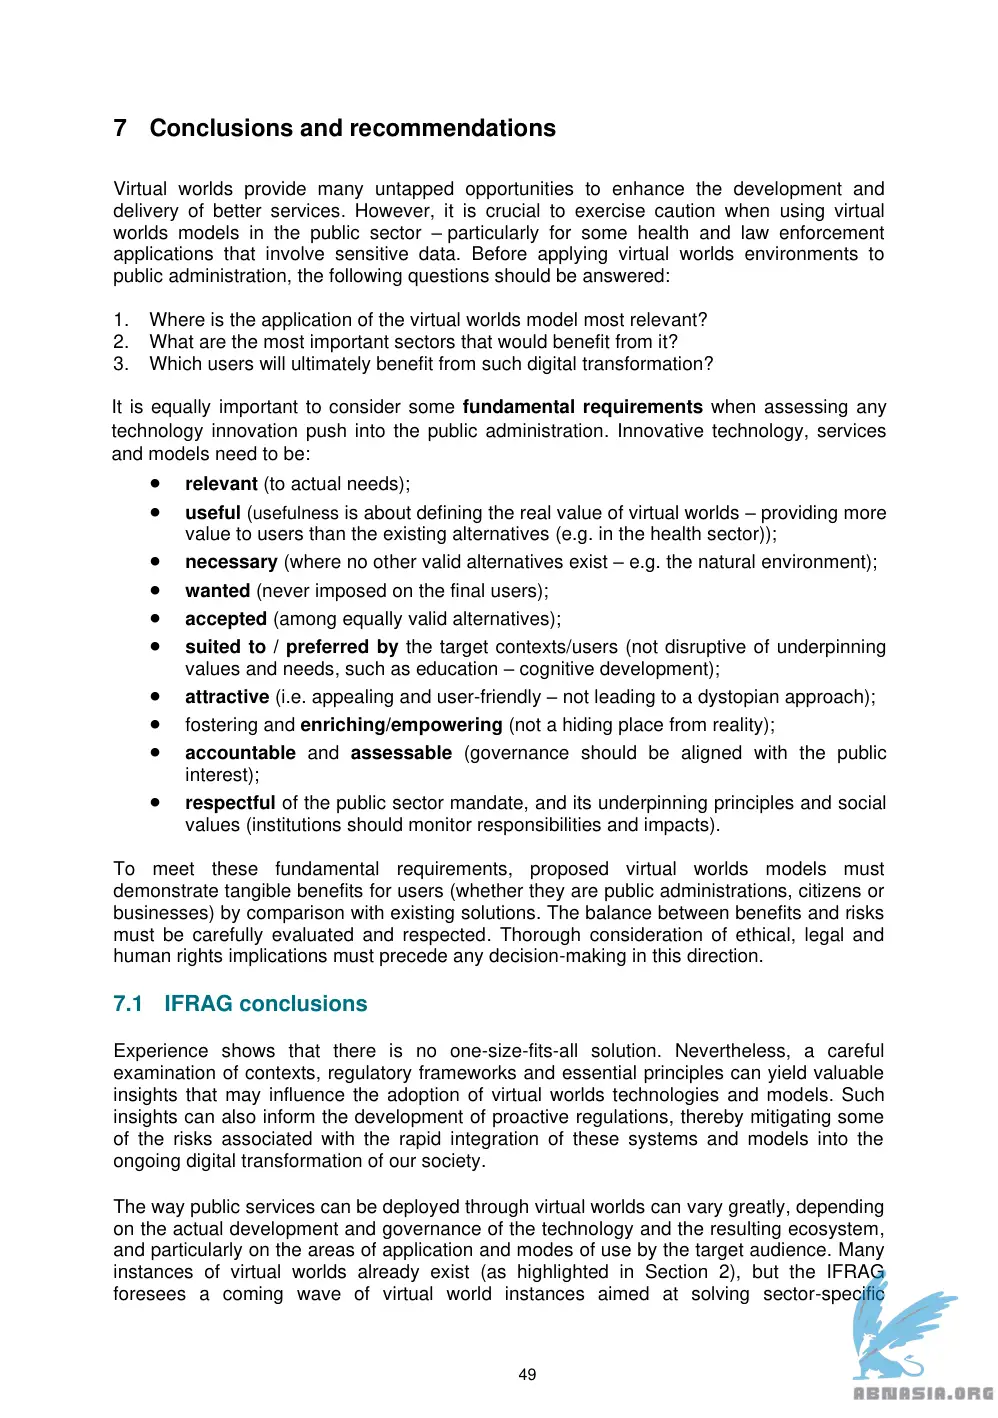 7 Conclusions and recommendations
Virtual worlds provide many untapped opportunities to enhance the development and
delivery of better services. However, it is crucial to exercise caution when using virtual
worlds models in the public sector – particularly for some health and law enforcement
applications that involve sensitive data. Before applying virtual worlds environments to
public administration, the following questions should be answered:
1. Where is the application of the virtual worlds model most relevant?
2. What are the most important sectors that would benefit from it?
3. Which users will ultimately benefit from such digital transformation?
It is equally important to consider some fundamental requirements when assessing any
technology innovation push into the public administration. Innovative technology, services
and models need to be:
• relevant (to actual needs);
• useful (usefulness is about defining the real value of virtual worlds – providing more
value to users than the existing alternatives (e.g. in the health sector));
• necessary (where no other valid alternatives exist – e.g. the natural environment);
• wanted (never imposed on the final users);
• accepted (among equally valid alternatives);
• suited to / preferred by the target contexts/users (not disruptive of underpinning
values and needs, such as education – cognitive development);
• attractive (i.e. appealing and user-friendly – not leading to a dystopian approach);
• fostering and enriching/empowering (not a hiding place from reality);
• accountable and assessable (governance should be aligned with the public
interest);
• respectful of the public sector mandate, and its underpinning principles and social
values (institutions should monitor responsibilities and impacts).
To meet these fundamental requirements, proposed virtual worlds models must
demonstrate tangible benefits for users (whether they are public administrations, citizens or
businesses) by comparison with existing solutions. The balance between benefits and risks
must be carefully evaluated and respected. Thorough consideration of ethical, legal and
human rights implications must precede any decision-making in this direction.
7.1 IFRAG conclusions
Experience shows that there is no one-size-fits-all solution. Nevertheless, a careful
examination of contexts, regulatory frameworks and essential principles can yield valuable
insights that may influence the adoption of virtual worlds technologies and models. Such
insights can also inform the development of proactive regulations, thereby mitigating some
of the risks associated with the rapid integration of these systems and models into the
ongoing digital transformation of our society.
The way public services can be deployed through virtual worlds can vary greatly, depending
on the actual development and governance of the technology and the resulting ecosystem,
and particularly on the areas of application and modes of use by the target audience. Many
instances of virtual worlds already exist (as highlighted in Section 2), but the IFRAG
foresees a coming wave of virtual world instances aimed at solving sector-specific
49
ABNASIA.ORG